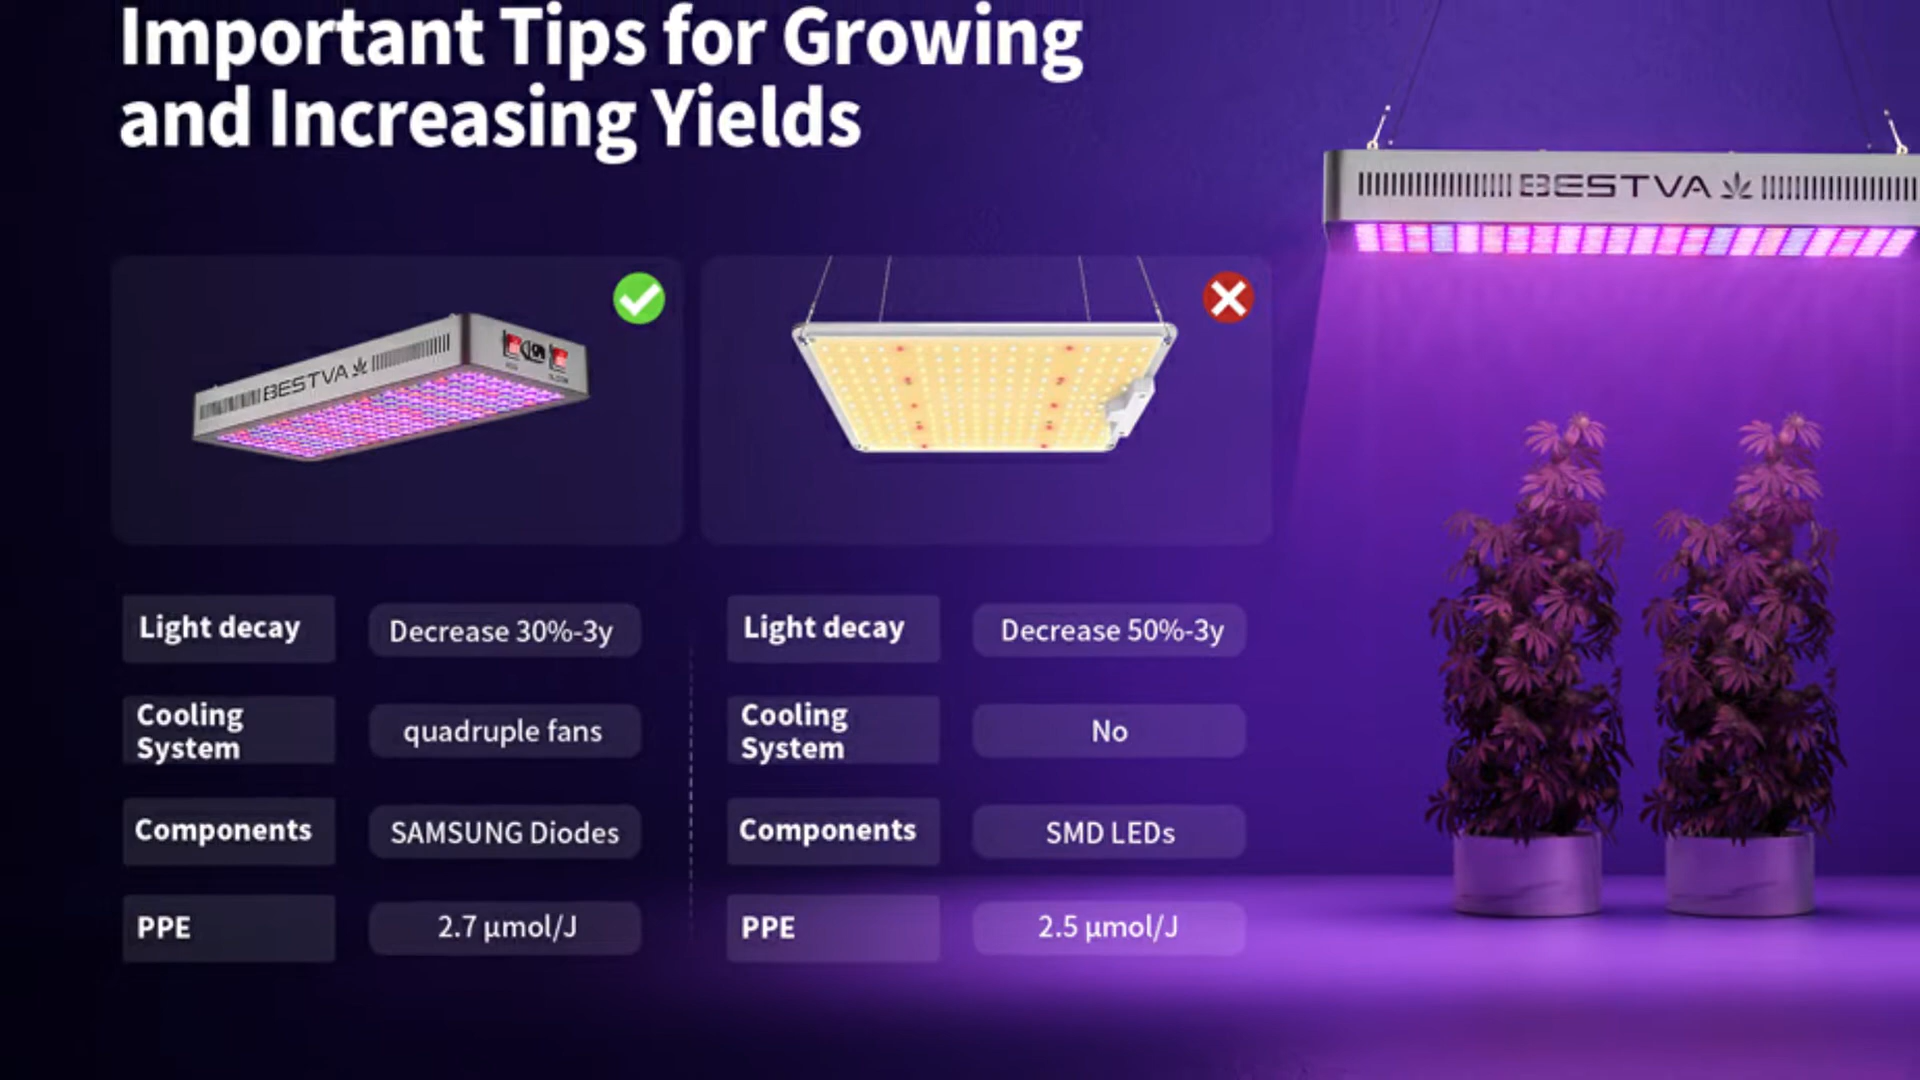 Important Tips for Growing
and Increasing Yields
BESTVA
BESTVA
Light decay
Decrease 30%-3y
Light decay
Decrease 50%-3y
Cooling
System
quadruple fans
Cooling
System
No
Components
SAMSUNG Diodes
Components
SMD LEDs
PPE
2.7 μmol/J
PPE
2.5 μmol/J